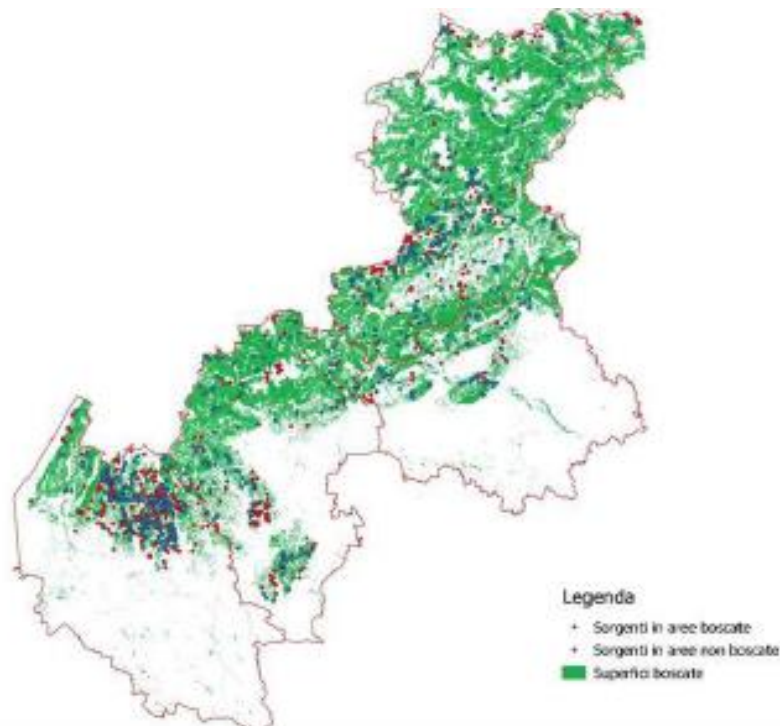 Legenda
Sorgenti in aree boscate
Sorgenti in aree non boscate
Superfici boscate